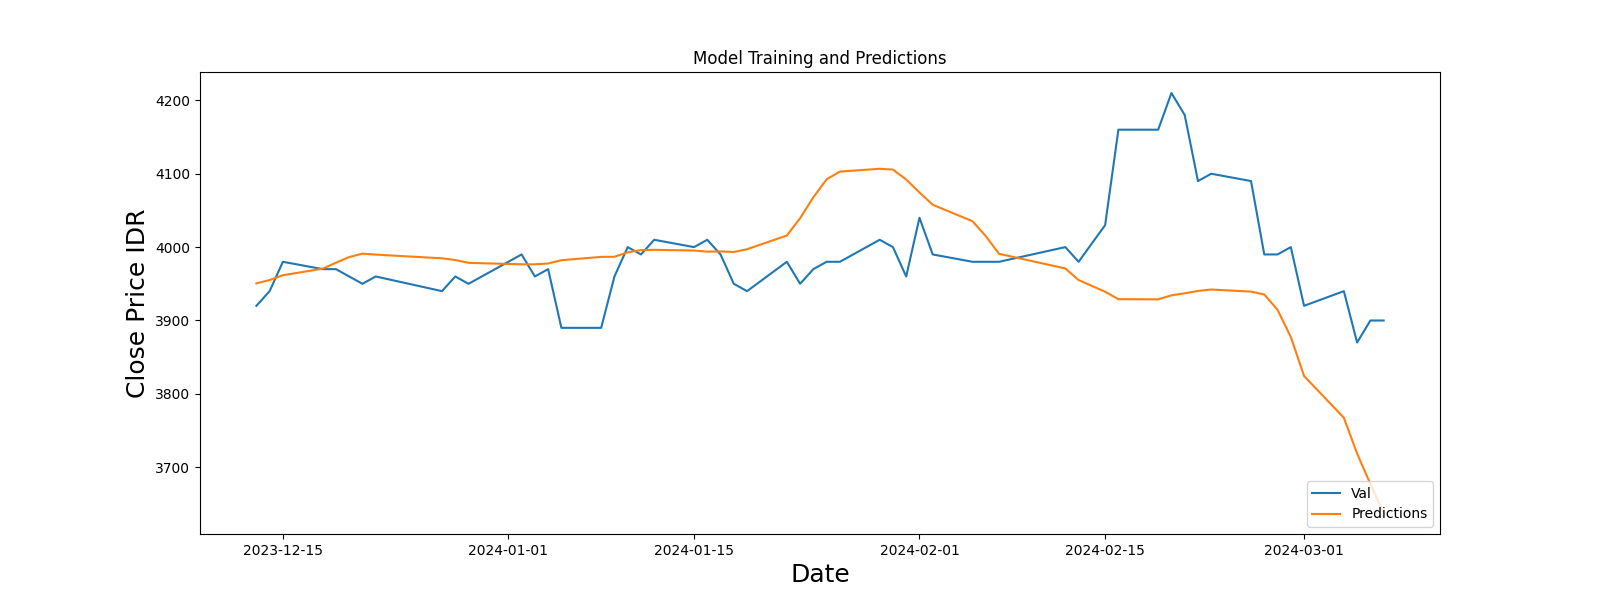 Model Training and Predictions
Close Price IDR
4200
4100
4000
3900
3800
3700
Val
Predictions
2023-12-15
2024-01-01
2024-01-15
2024-02-01
2024-02-15
2024-03-01
Date